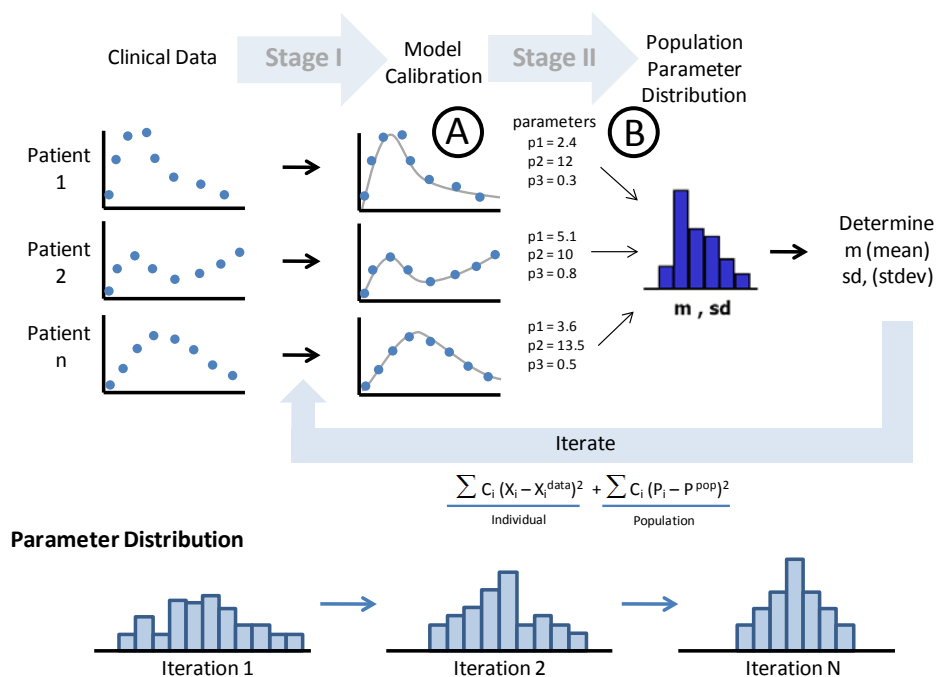 Clinical Data
Stage I
Model
Calibration
Stage II
Population
Parameter
Distribution
A
B
Patient
1
parameters
p1 = 2.4
p2 = 12
p3 = 0.3
Patient
2
p1 = 5.1
p2 = 10
p3 = 0.8
Patient
n
p1 = 3.6
p2 = 13.5
p3 = 0.5
m , sd
Determine
m (mean)
sd, (stdev)
Iterate
∑ Cᵢ (Xᵢ – Xᵢᵈᵃᵗᵃ)² + ∑ Cᵢ (Pᵢ – P ᵖᵒᵖ)²
Individual Population
Parameter Distribution
Iteration 1
Iteration 2
Iteration N